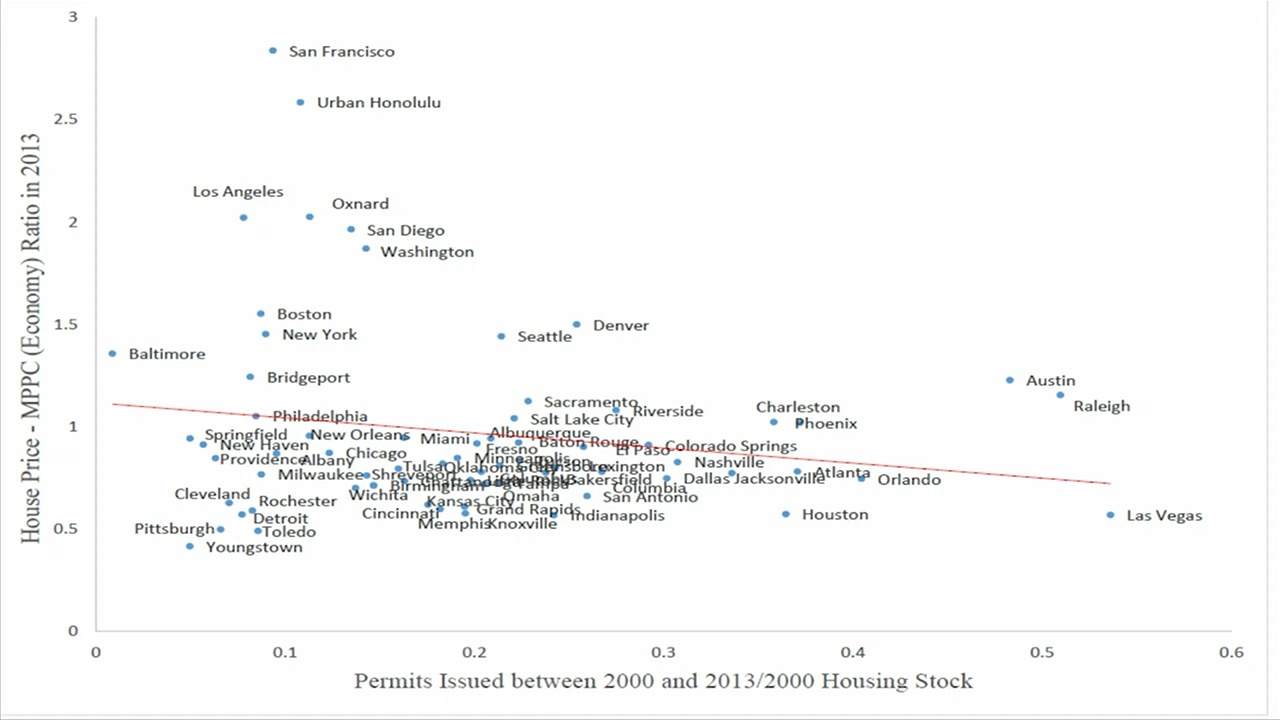 House Price - MPPC (Economy) Ratio in 2013
3
San Francisco
Urban Honolulu
2.5
Los Angeles
Oxnard
2
San Diego
Washington
Boston
1.5
Denver
New York
Seattle
Baltimore
Bridgeport
Austin
Sacramento
Raleigh
Charleston
Riverside
Philadelphia
Salt Lake City
Phoenix
1
Springfield
New Orleans
Albuquerque
Miami
Baton Rouge
New Haven
Colorado Springs
Fresno
El Paso
Chicago
Providence
Albany
Minneapolis
Nashville
Tulsa
Oklahoma
Greensboro
Lexington
Milwaukee
Shreveport
Atlanta
Dallas
Jacksonville
Orlando
Bakersfield
Chattanooga
Tampa
Birmingham
Columbia
Cleveland
Wichita
Omaha
San Antonio
Rochester
Kansas City
Grand Rapids
Cincinnati
Indianapolis
Houston
Las Vegas
Detroit
Memphis
Knoxville
0.5
Pittsburgh
Toledo
Youngstown
0
0
0.1
0.2
0.3
0.4
0.5
0.6
Permits Issued between 2000 and 2013/2000 Housing Stock